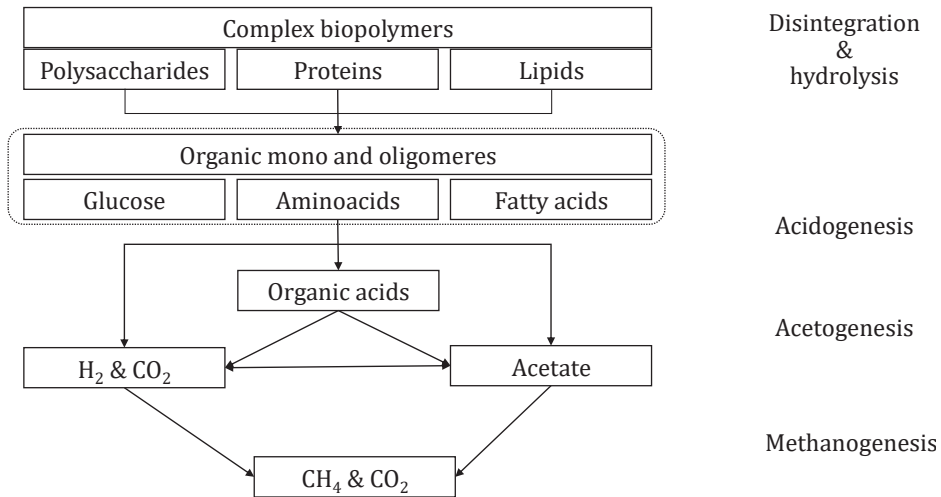 Complex biopolymers
Polysaccharides
Proteins
Lipids
Disintegration
&
hydrolysis
Organic mono and oligomeres
Glucose
Aminoacids
Fatty acids
Acidogenesis
Organic acids
Acetogenesis
H₂ & CO₂
Acetate
Methanogenesis
CH₄ & CO₂